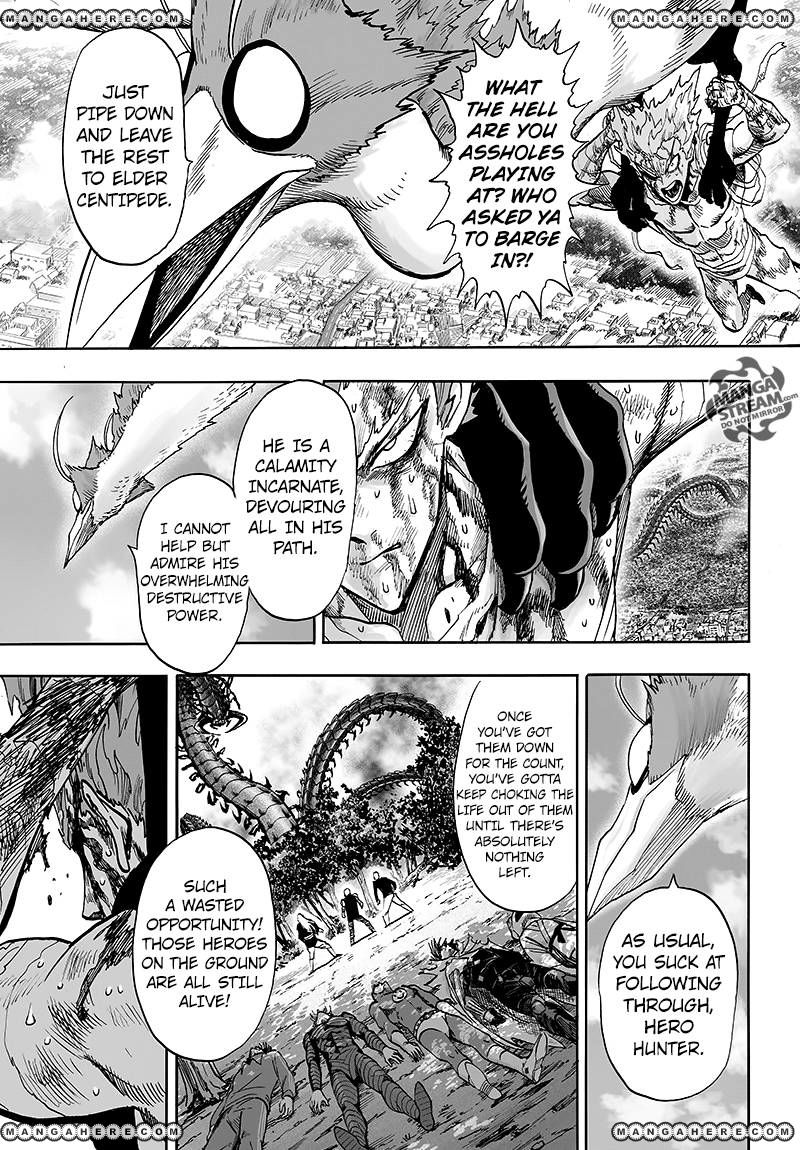 MANGAHERE.COM
MANGAHERE.COM
WHAT
THE HELL
ARE YOU
ASSHOLES
PLAYING
AT? WHO
ASKED YA
TO BARGE
IN?!
JUST
PIPE DOWN
AND LEAVE
THE REST
TO ELDER
CENTIPEDE.
MANGA
STREAM.com
DO NOT MIRROR
HE IS A
CALAMITY
INCARNATE,
DEVOURING
ALL IN HIS
PATH.
I CANNOT
HELP BUT
ADMIRE HIS
OVERWHELMING
DESTRUCTIVE
POWER.
AS USUAL,
YOU SUCK AT
FOLLOWING
THROUGH,
HERO
HUNTER.
ONCE
YOU'VE GOT
THEM DOWN
FOR THE
COUNT,
YOU'VE GOTTA
KEEP CHOKING THE
LIFE OUT OF THEM
UNTIL THERE'S
ABSOLUTELY
NOTHING
LEFT.
SUCH
A WASTED
OPPORTUNITY!
THOSE HEROES
ON THE GROUND
ARE ALL STILL
ALIVE!
MANGAHERE.COM
MANGAHERE.COM